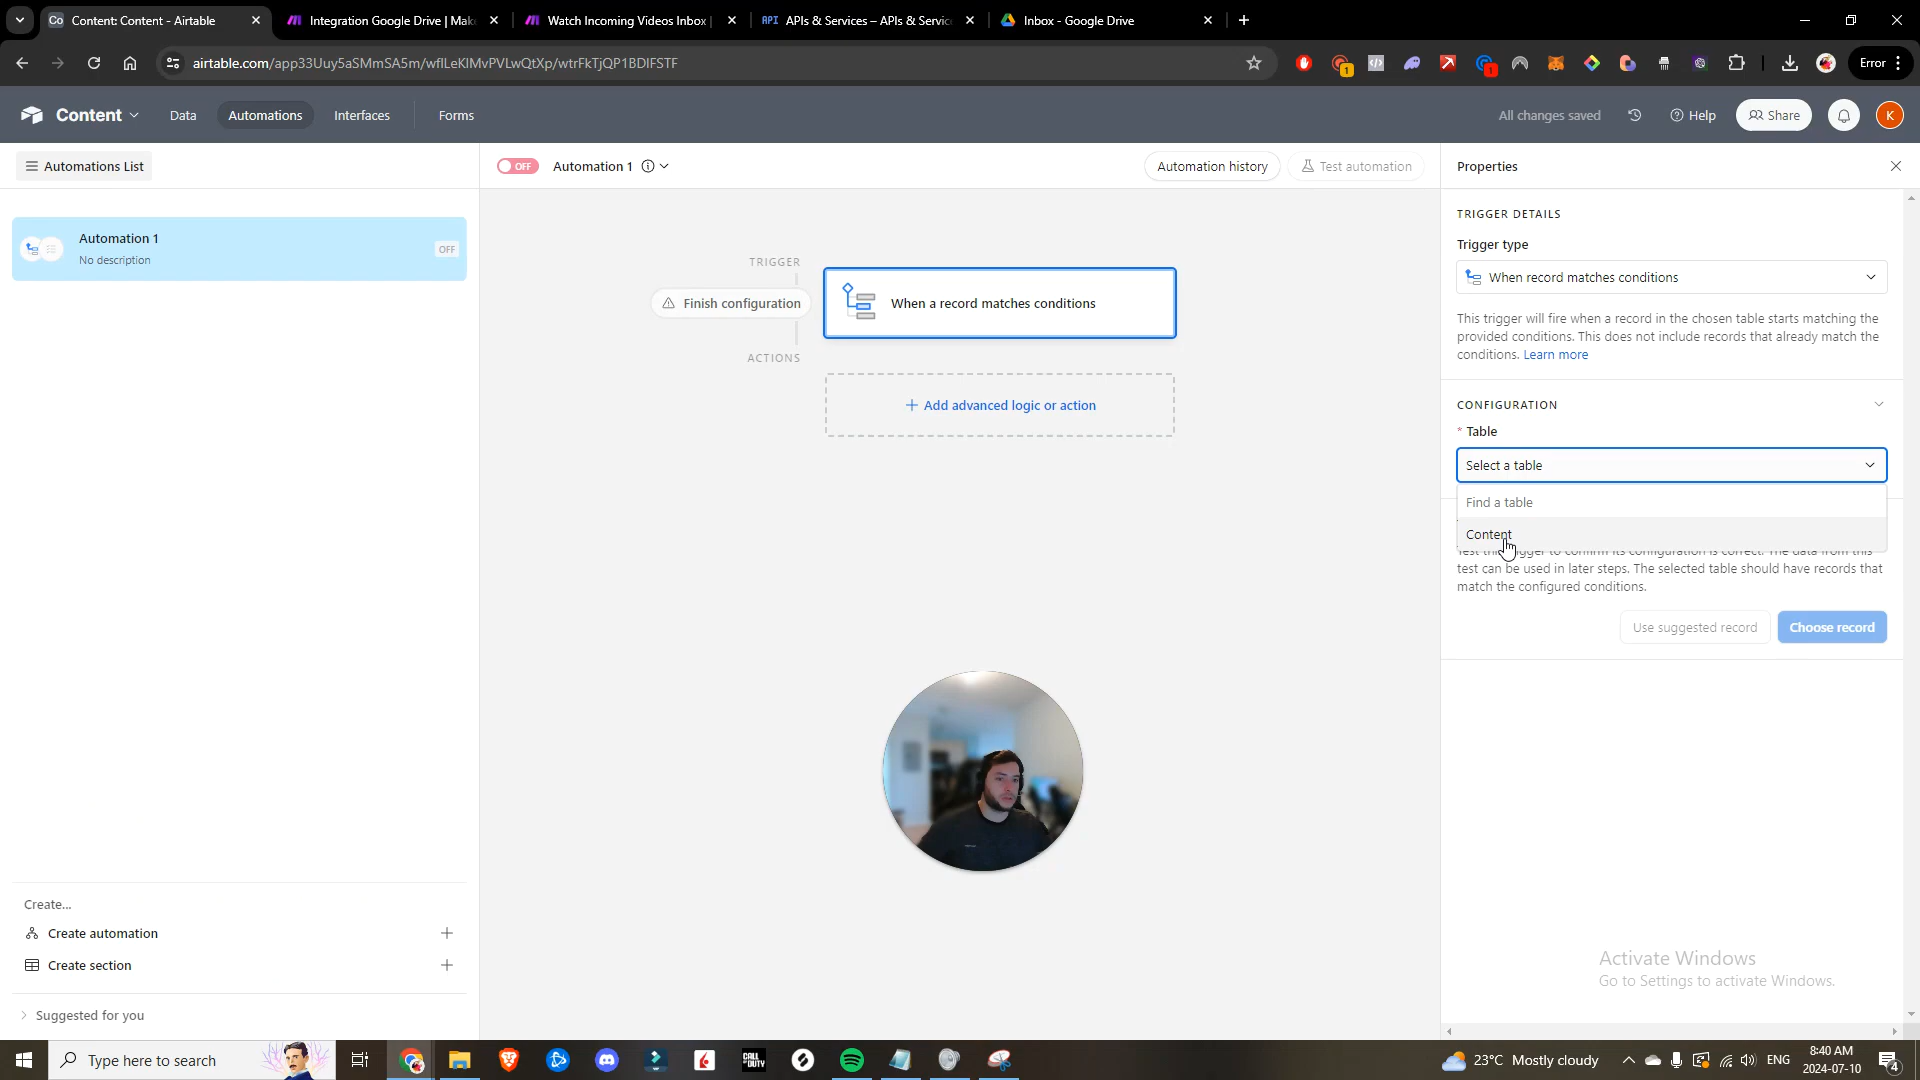 Content: Content - Airtable
Integration Google Drive | Make
Watch Incoming Videos Inbox |
API APIs & Services – APIs & Service
Inbox - Google Drive
airtable.com/app33Uuy5aSMmSA5m/wflLeKlMvPVLwQtXp/wtrFkTjQP1BDIFSTF
Error
Content
Data
Automations
Interfaces
Forms
All changes saved
Help
Share
K
Automations List
OFF
Automation 1
Automation history
Test automation
Properties
Automation 1
No description
OFF
TRIGGER
Finish configuration
When a record matches conditions
ACTIONS
Add advanced logic or action
TRIGGER DETAILS
Trigger type
When record matches conditions
This trigger will fire when a record in the chosen table starts matching the
provided conditions. This does not include records that already match the
conditions. Learn more
CONFIGURATION
* Table
Select a table
Find a table
Content
test can be used in later steps. The selected table should have records that
match the configured conditions.
Use suggested record
Choose record
Create...
Create automation
Create section
Suggested for you
Activate Windows
Go to Settings to activate Windows.
Type here to search
CALL DUTY
23°C Mostly cloudy
ENG
8:40 AM
2024-07-10
4